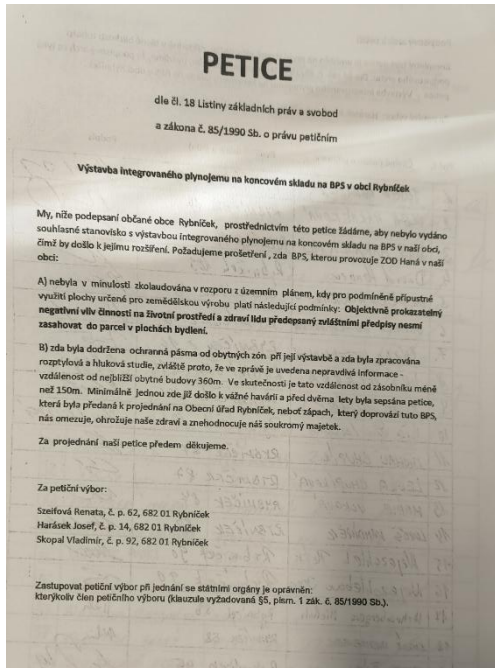 PETICE
dle čl. 18 Listiny základních práv a svobod
a zákona č. 85/1990 Sb. o právu petičním
Výstavba integrovaného plynojemu na koncovém skladu na BPS v obci Rybníček
My, níže podepsaní občané obce Rybníček, prostřednictvím této petice žádáme, aby nebylo vydáno
souhlasné stanovisko s výstavbou integrovaného plynojemu na koncovém skladu na BPS v naší obci,
čímž by došlo k jejímu rozšíření. Požadujeme prošetření , zda BPS, kterou provozuje ZOD Haná v naší
obci:
A) nebyla v minulosti zkolaudována v rozporu z územním plánem, kdy pro podmíněně přípustné
využití plochy určené pro zemědělskou výrobu platí následující podmínky: Objektivně prokazatelný
negativní vliv činností na životní prostředí a zdraví lidu předepsaný zvláštními předpisy nesmí
zasahovat do parcel v plochách bydlení.
B) zda byla dodržena ochranná pásma od obytných zón při její výstavbě a zda byla zpracována
rozptylová a hluková studie, zvláště proto, že ve zprávě je uvedena nepravdivá informace -
vzdálenost od nejbližší obytné budovy 360m. Ve skutečnosti je tato vzdálenost od zásobníku méně
než 150m. Minimálně jednou zde již došlo k vážné havárii a před dvěma lety byla sepsána petice,
která byla předaná k projednání na Obecní úřad Rybníček, neboť zápach, který doprovází tuto BPS,
nás omezuje, ohrožuje naše zdraví a znehodnocuje náš soukromý majetek.
Za projednání naší petice předem děkujeme.
Za petiční výbor:
Szeifová Renata, č. p. 62, 682 01 Rybníček
Harásek Josef, č. p. 14, 682 01 Rybníček
Skopal Vladimír, č. p. 92, 682 01 Rybníček
Zastupovat petiční výbor při jednání se státními orgány je oprávněn:
kterýkoliv člen petičního výboru (klauzule vyžadovaná §5, písm. 1 zák. č. 85/1990 Sb.).